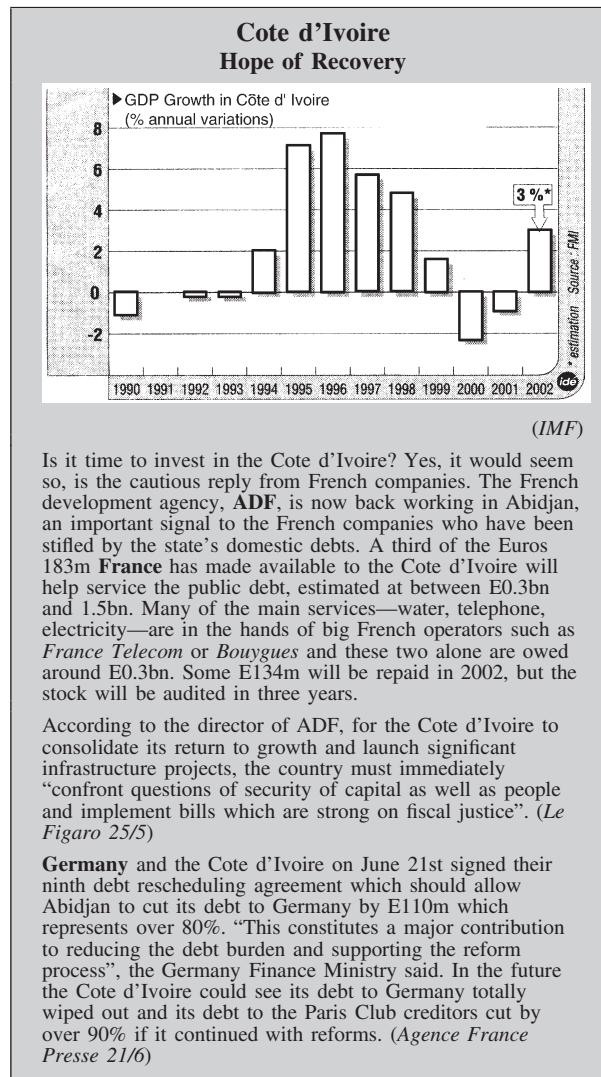 Cote d'Ivoire
Hope of Recovery
GDP Growth in Côte d' Ivoire
(% annual variations)
8
6
4
2
0
-2
3 %*
1990 1991 1992 1993 1994 1995 1996 1997 1998 1999 2000 2001 2002
* estimation Source : FMI
ide
(IMF)
Is it time to invest in the Cote d'Ivoire? Yes, it would seem
so, is the cautious reply from French companies. The French
development agency, ADF, is now back working in Abidjan,
an important signal to the French companies who have been
stifled by the state's domestic debts. A third of the Euros
183m France has made available to the Cote d'Ivoire will
help service the public debt, estimated at between E0.3bn
and 1.5bn. Many of the main services—water, telephone,
electricity—are in the hands of big French operators such as
France Telecom or Bouygues and these two alone are owed
around E0.3bn. Some E134m will be repaid in 2002, but the
stock will be audited in three years.
According to the director of ADF, for the Cote d'Ivoire to
consolidate its return to growth and launch significant
infrastructure projects, the country must immediately
"confront questions of security of capital as well as people
and implement bills which are strong on fiscal justice". (Le
Figaro 25/5)
Germany and the Cote d'Ivoire on June 21st signed their
ninth debt rescheduling agreement which should allow
Abidjan to cut its debt to Germany by E110m which
represents over 80%. "This constitutes a major contribution
to reducing the debt burden and supporting the reform
process", the Germany Finance Ministry said. In the future
the Cote d'Ivoire could see its debt to Germany totally
wiped out and its debt to the Paris Club creditors cut by
over 90% if it continued with reforms. (Agence France
Presse 21/6)